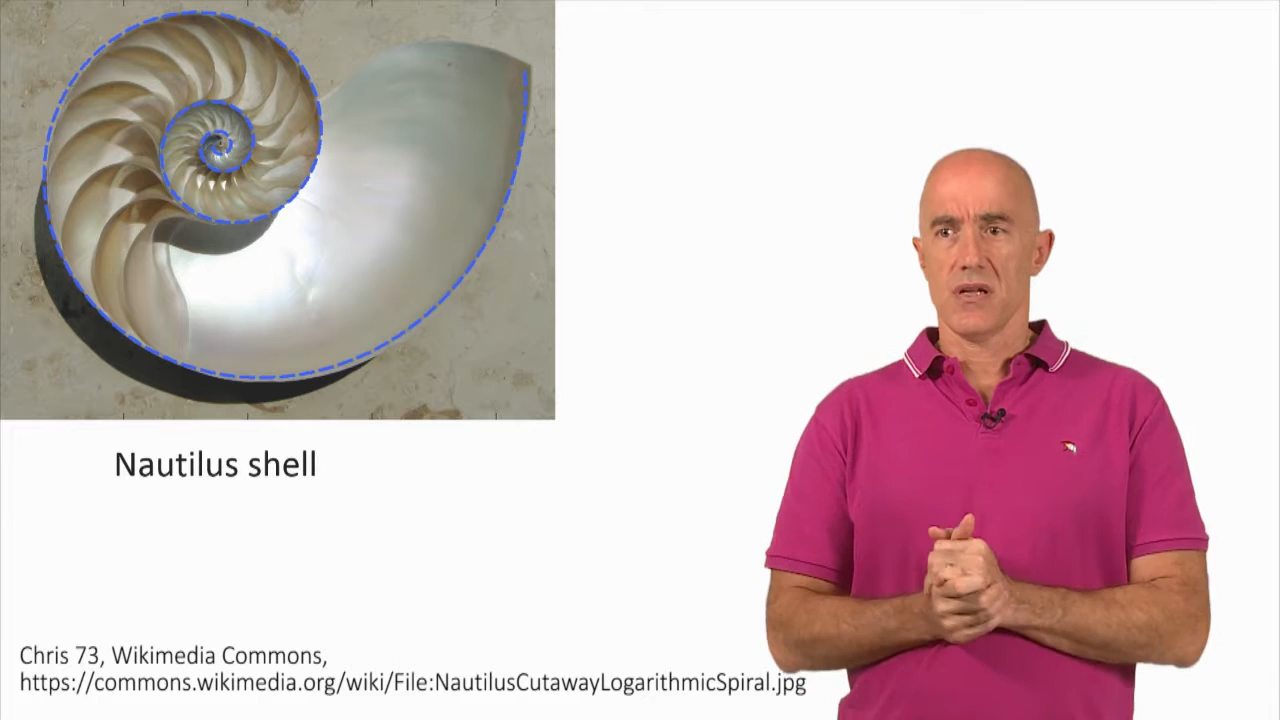 Nautilus shell
Chris 73, Wikimedia Commons,
https://commons.wikimedia.org/wiki/File:NautilusCutawayLogarithmicSpiral.jpg